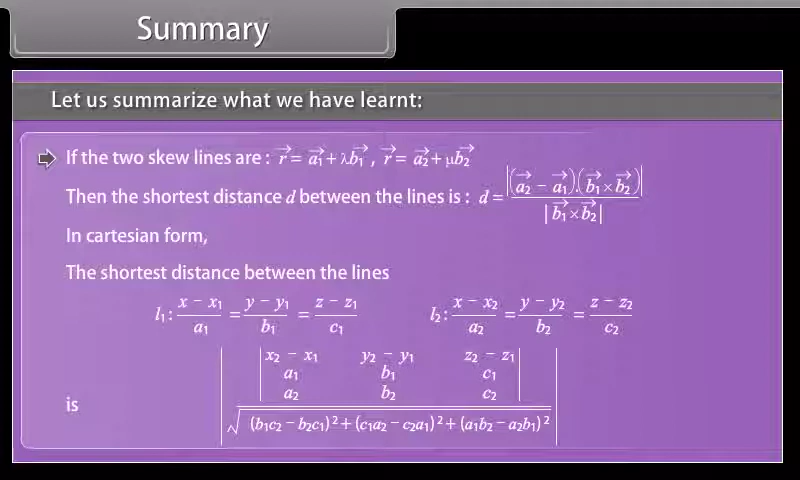 Summary
Let us summarize what we have learnt:
If the two skew lines are : r⃗ = a⃗₁ + λb⃗₁ , r⃗ = a⃗₂ + μb⃗₂
Then the shortest distance d between the lines is : d = |(a⃗₂ − a⃗₁).(b⃗₁ × b⃗₂)| / |b⃗₁ × b⃗₂|
In cartesian form,
The shortest distance between the lines
l₁: (x − x₁)/a₁ = (y − y₁)/b₁ = (z − z₁)/c₁    l₂: (x − x₂)/a₂ = (y − y₂)/b₂ = (z − z₂)/c₂
x₂ − x₁  y₂ − y₁  z₂ − z₁
a₁  b₁  c₁
a₂  b₂  c₂
is
√(b₁c₂ − b₂c₁)² + (c₁a₂ − c₂a₁)² + (a₁b₂ − a₂b₁)²